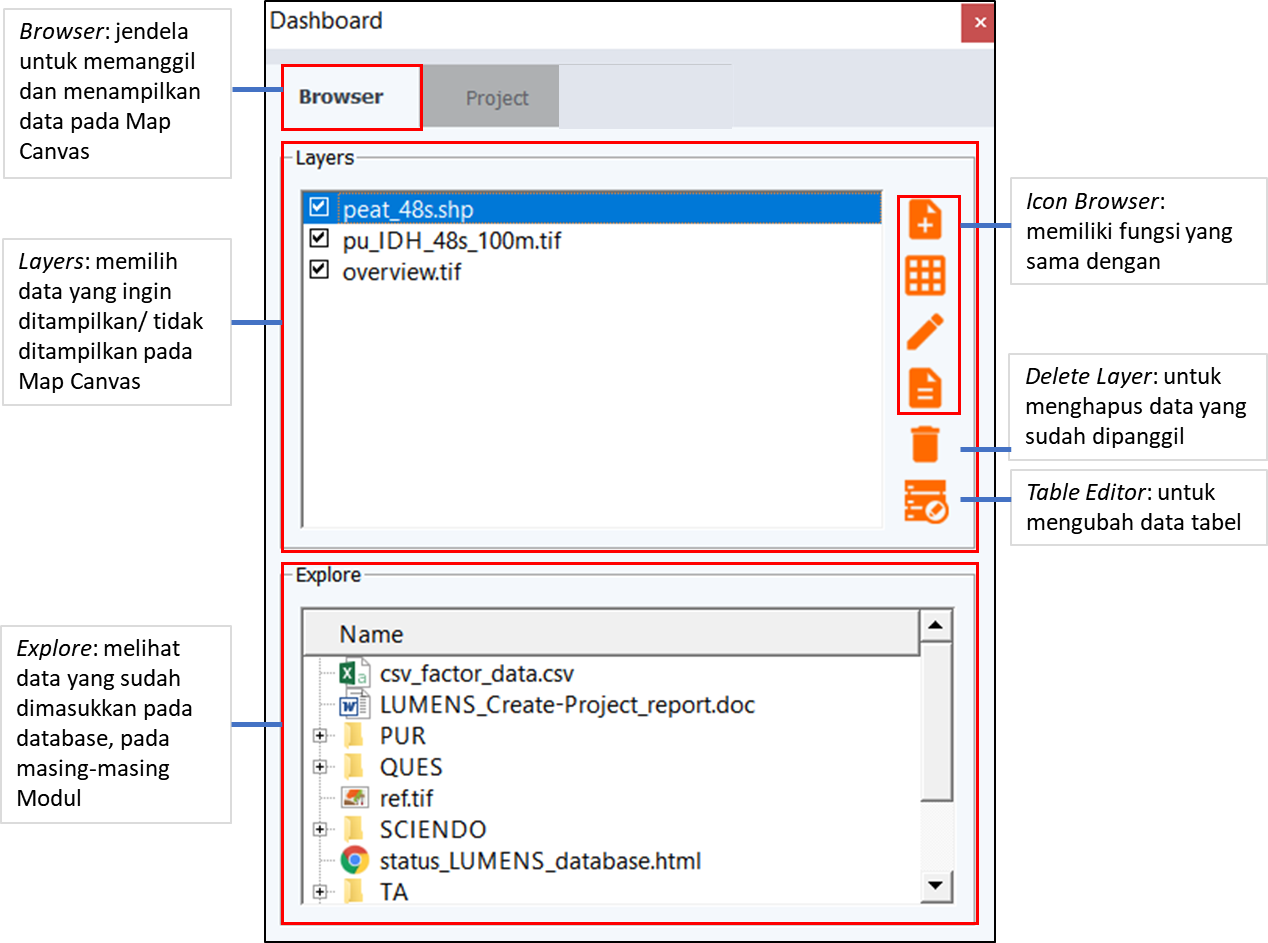 Browser: jendela
untuk memanggil
dan menampilkan
data pada Map
Canvas
Layers: memilih
data yang ingin
ditampilkan/ tidak
ditampilkan pada
Map Canvas
Explore: melihat
data yang sudah
dimasukkan pada
database, pada
masing-masing
Modul
Dashboard
Browser
Project
Layers
peat_48s.shp
pu_IDH_48s_100m.tif
overview.tif
Explore
Name
csv_factor_data.csv
LUMENS_Create-Project_report.doc
PUR
QUES
ref.tif
SCIENDO
status_LUMENS_database.html
TA
Icon Browser:
memiliki fungsi yang
sama dengan
Delete Layer: untuk
menghapus data yang
sudah dipanggil
Table Editor: untuk
mengubah data tabel